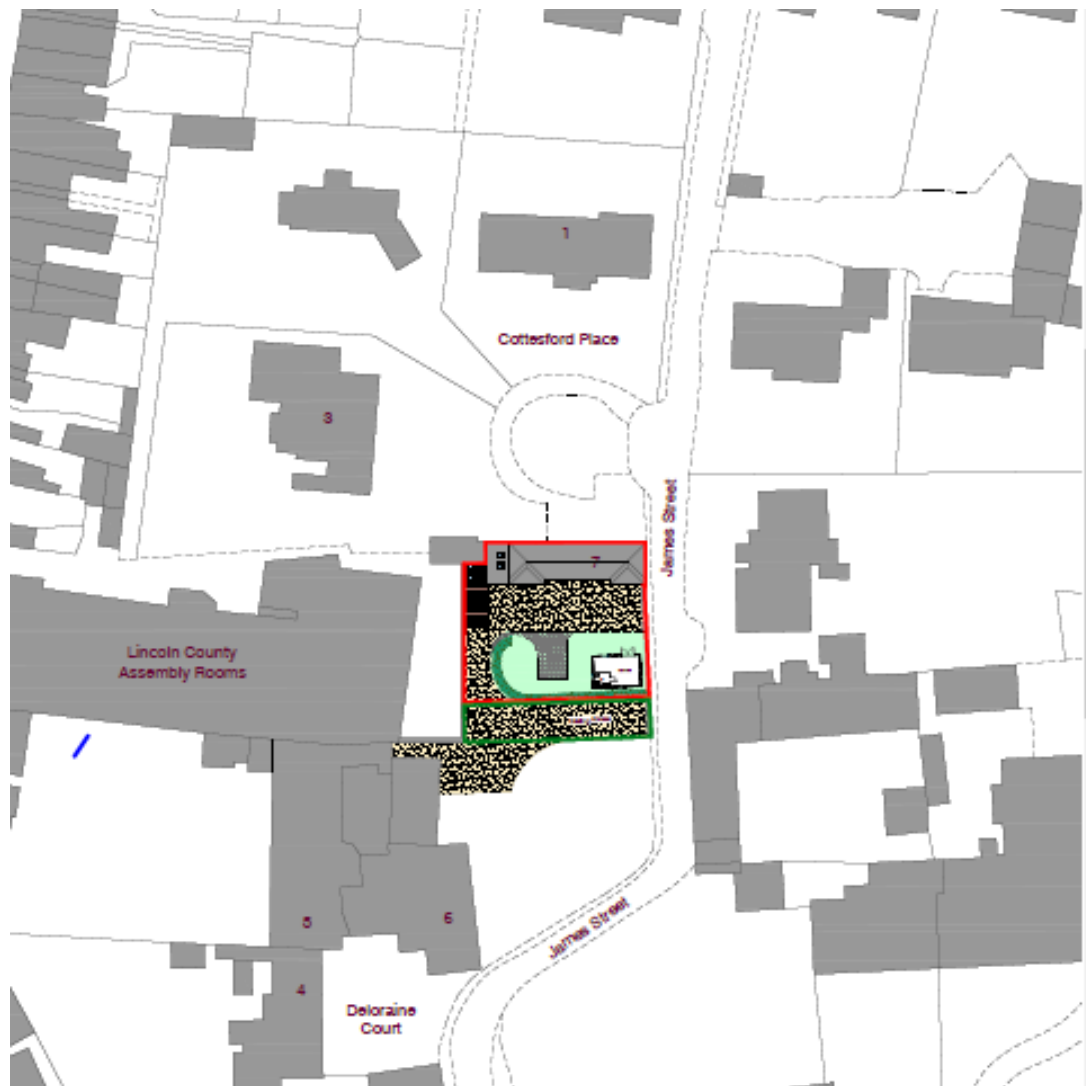 1
Cottesford Place
3
James Street
7
Lincoln County
Assembly Rooms
5
6
James Street
4
Deloraine
Court